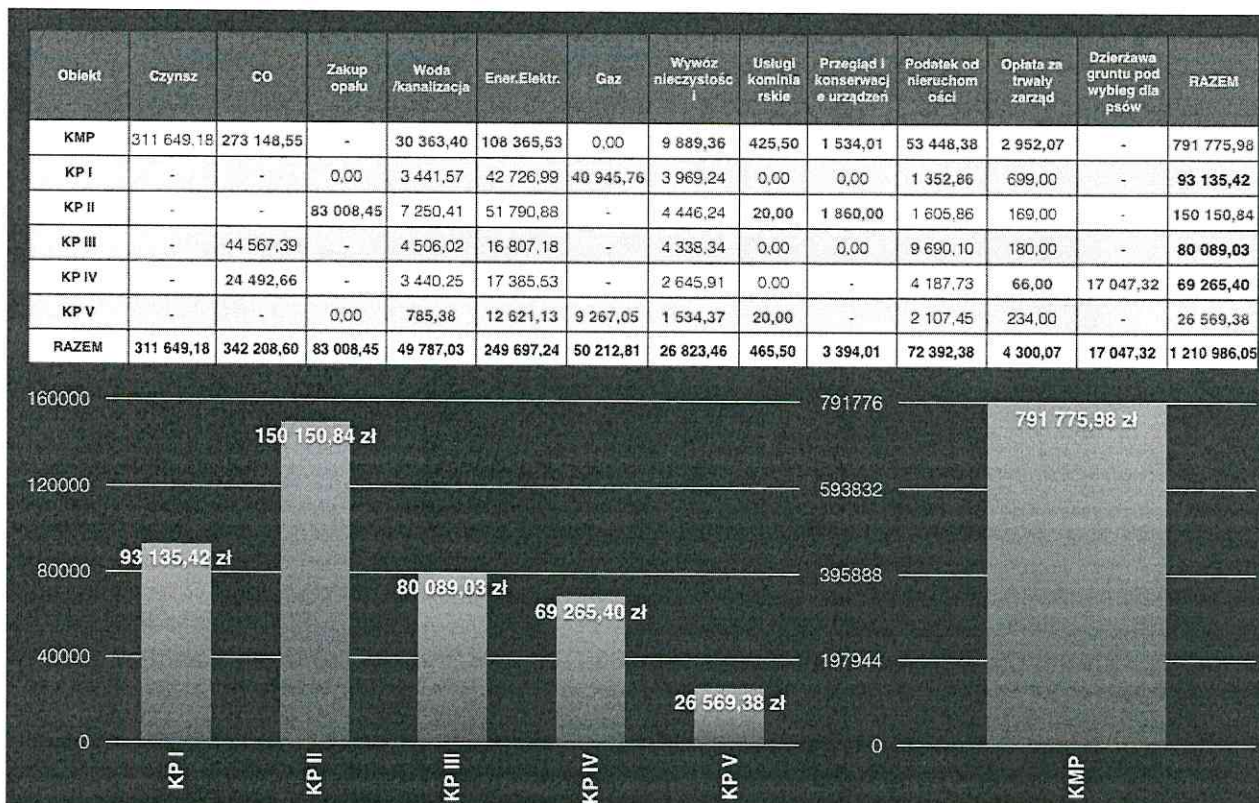 Obiekt Czynsz CO Zakup opału Woda /kanalizacja Ener.Elektr. Gaz Wywóz nieczystośc i Usługi kominia rskie Przegląd i konserwacj e urządzeń Podatek od nieruchom ości Opłata za trwały zarząd Dzierżawa gruntu pod wybieg dla psów RAZEM
KMP 311 649.18 273 148,55 - 30 363,40 108 365,53 0,00 9 889,36 425,50 1 534,01 53 448,38 2 952,07 - 791 775,98
KP I - - 0,00 3 441,57 42 726,99 40 945,76 3 969,24 0,00 0,00 1 352,86 699,00 - 93 135,42
KP II - - 83 008,45 7 250,41 51 790,88 - 4 446,24 20,00 1 860,00 1 605,86 169,00 - 150 150,84
KP III - 44 567,39 - 4 506,02 16 807,18 - 4 338,34 0,00 0,00 9 690,10 180,00 - 80 089,03
KP IV - 24 492,66 - 3 440,25 17 385,53 - 2 645,91 0,00 - 4 187,73 66,00 17 047,32 69 265,40
KP V 0,00 785,38 12 621,13 9 267,05 1 534,37 20,00 - 2 107,45 234,00 - 26 569,38
RAZEM 311 649,18 342 208,60 83 008,45 49 787,03 249 697,24 50 212,81 26 823,46 465,50 3 394,01 72 392,38 4 300,07 17 047,32 1 210 986,05
160000
120000
80000
40000
0
93 135,42 zł
150 150,84 zł
80 089,03 zł
69 265,40 zł
26 569,38 zł
KP I
KP II
KP III
KP IV
KP V
791776
593832
395888
197944
0
791 775,98 zł
KMP